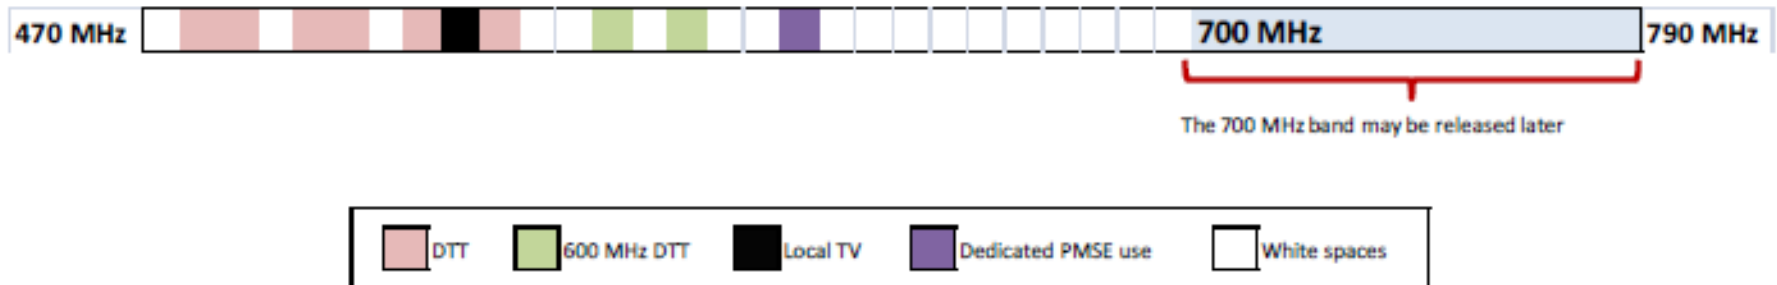 470 MHz 700 MHz 790 MHz
The 700 MHz band may be released later
DTT 600 MHz DTT Local TV Dedicated PMSE use White spaces